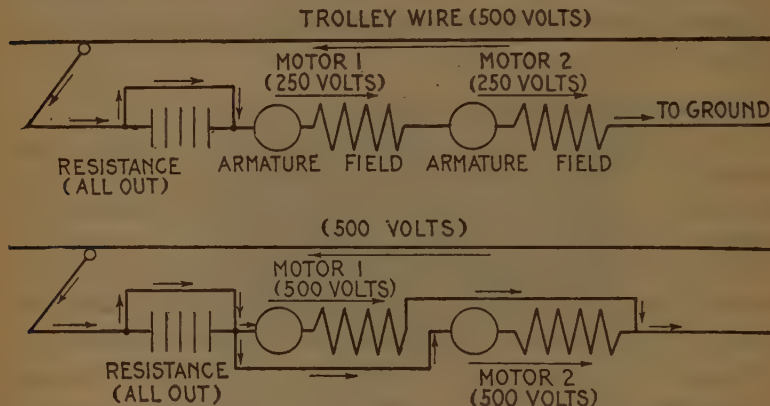 TROLLEY WIRE (500 VOLTS)
MOTOR 1
(250 VOLTS)
MOTOR 2
(250 VOLTS)
TO GROUND
RESISTANCE
(ALL OUT)
ARMATURE
FIELD
ARMATURE
FIELD
(500 VOLTS)
MOTOR 1
(500 VOLTS)
RESISTANCE
(ALL OUT)
MOTOR 2
(500 VOLTS)